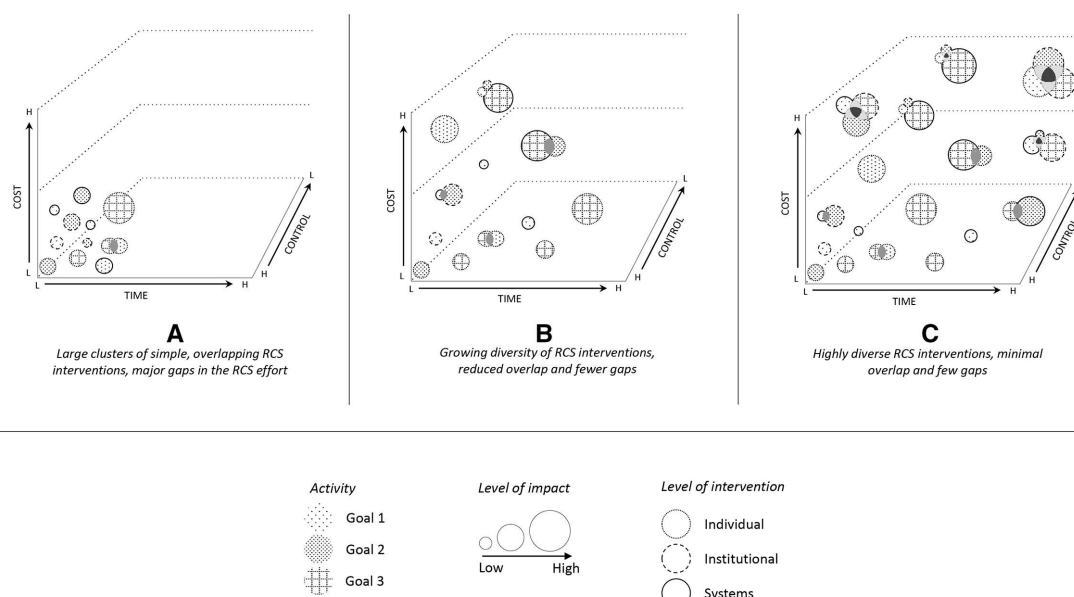 H
COST
L
L
TIME
H
H
CONTROL
L
A
Large clusters of simple, overlapping RCS
interventions, major gaps in the RCS effort
H
COST
L
L
TIME
H
H
CONTROL
L
B
Growing diversity of RCS interventions,
reduced overlap and fewer gaps
H
COST
L
L
TIME
H
H
CONTROL
C
Highly diverse RCS interventions, minimal
overlap and few gaps
Activity
Goal 1
Goal 2
Goal 3
Level of impact
Low
High
Level of intervention
Individual
Institutional
Systems